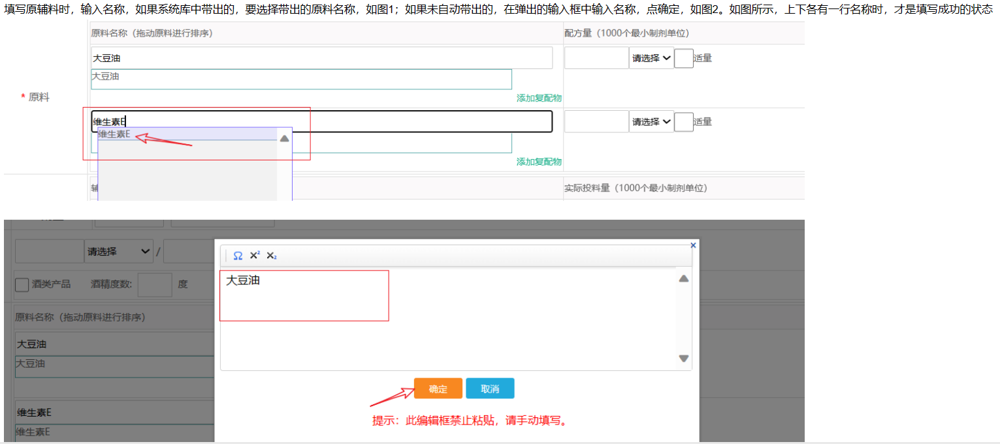 填写原辅料时，输入名称，如果系统库中带出的，要选择带出的原料名称，如图1；如果未自动带出的，在弹出的输入框中输入名称，点确定，如图2。如图所示，上下各有一行名称时，才是填写成功的状态
原料名称（拖动原料进行排序） 配方量（1000个最小制剂单位）
大豆油 请选择 适量
大豆油
添加复配物
* 原料
维生素E 请选择 适量
维生素E
添加复配物
辅 实际投料量（1000个最小制剂单位）
请选择 /
Ω X² X₂ ×
酒类产品 酒精度数: 度
大豆油
原料名称（拖动原料进行排序）
大豆油
大豆油
确定 取消
维生素E
提示：此编辑框禁止粘贴，请手动填写。
维生素E